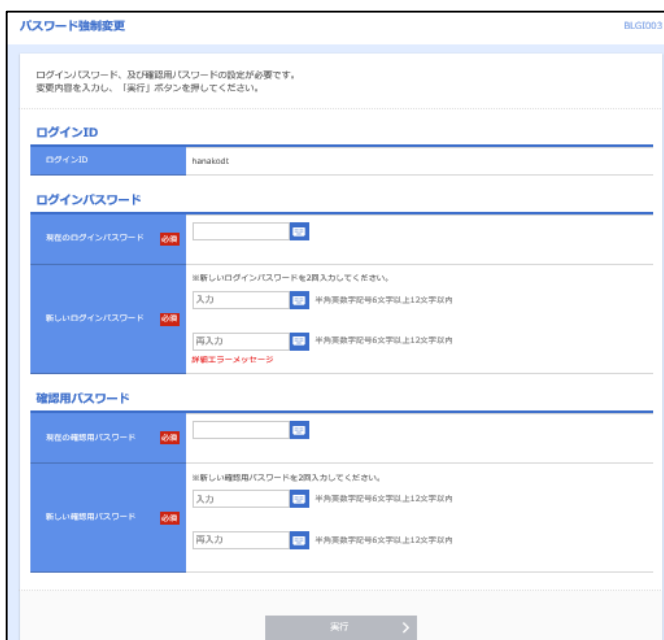 パスワード強制変更
BLGI003
ログインパスワード、及び確認用パスワードの設定が必要です。
変更内容を入力し、「実行」ボタンを押してください。
ログインID
ログインID
hanakodt
ログインパスワード
現在のログインパスワード 必須
※新しいログインパスワードを2回入力してください。
新しいログインパスワード 必須
入力 半角英数字記号6文字以上12文字以内
再入力 半角英数字記号6文字以上12文字以内
詳細エラーメッセージ
確認用パスワード
現在の確認用パスワード 必須
※新しい確認用パスワードを2回入力してください。
新しい確認用パスワード 必須
入力 半角英数字記号6文字以上12文字以内
再入力 半角英数字記号6文字以上12文字以内
実行